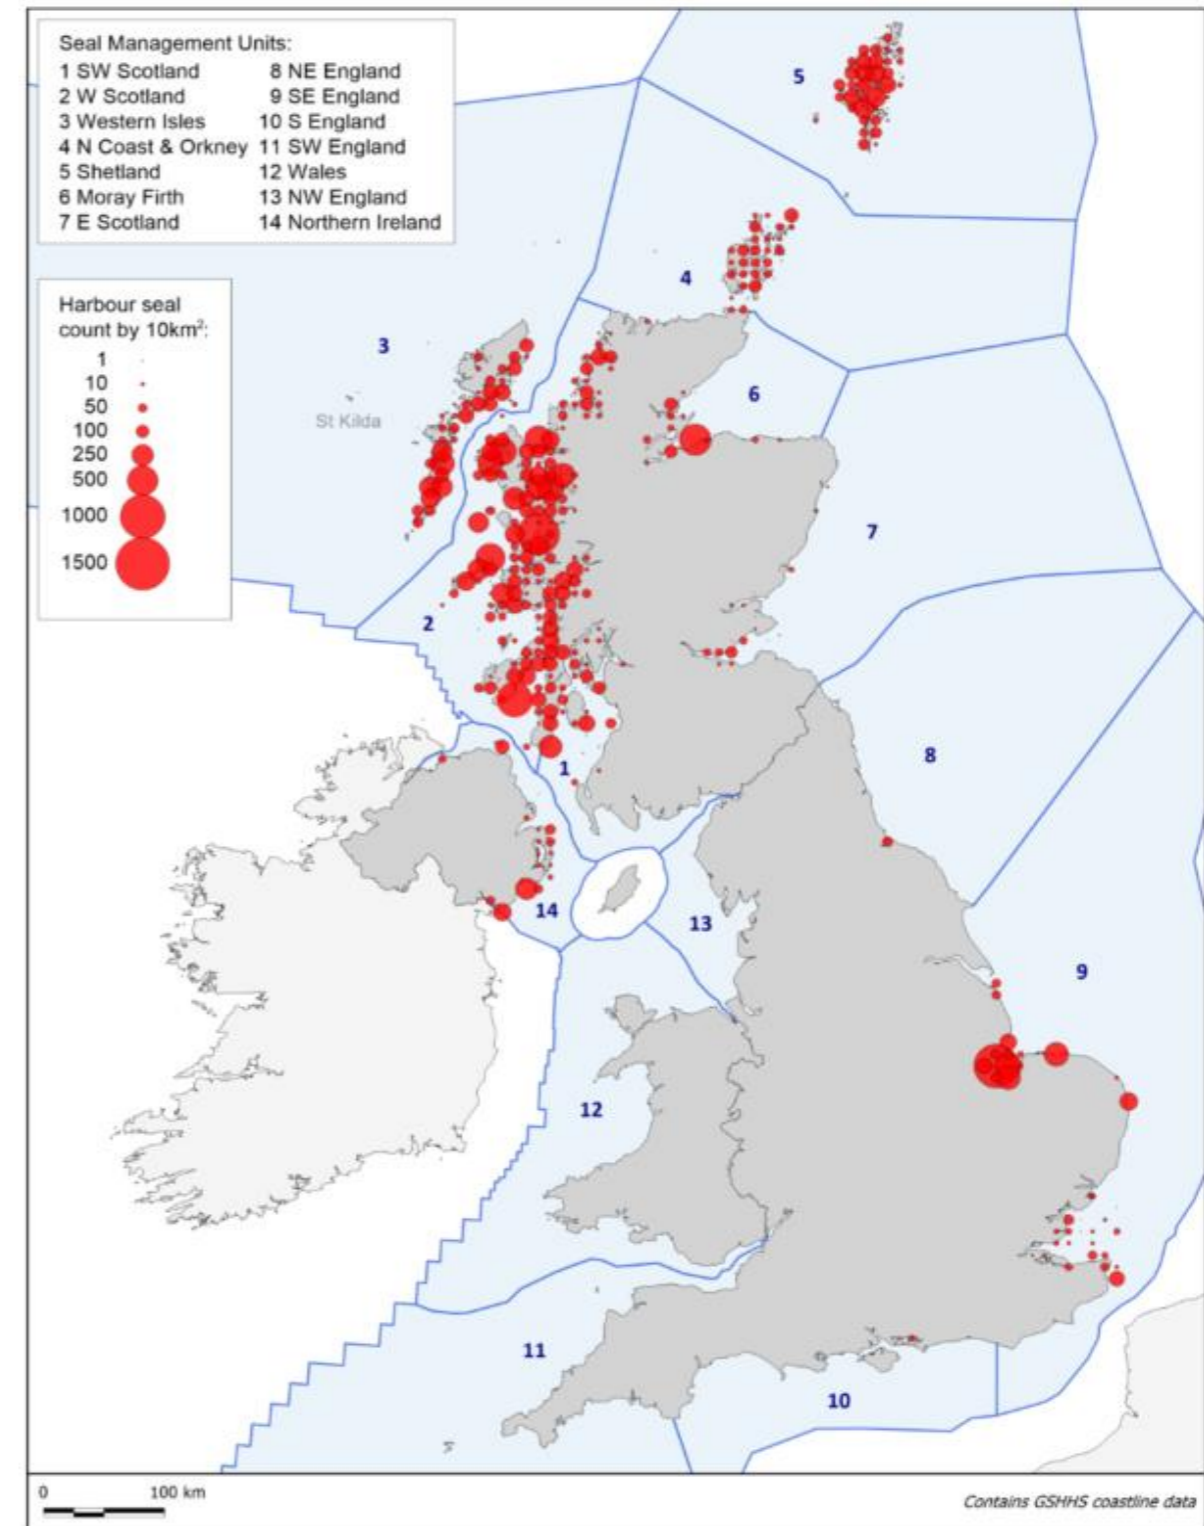 Seal Management Units:
1 SW Scotland 8 NE England
2 W Scotland 9 SE England
3 Western Isles 10 S England
4 N Coast & Orkney 11 SW England
5 Shetland 12 Wales
6 Moray Firth 13 NW England
7 E Scotland 14 Northern Ireland
Harbour seal
count by 10km²:
1
10
50
100
250
500
1000
1500
5
4
3
6
St Kilda
7
2
8
1
14
13
9
12
11
10
0 100 km
Contains GSHHS coastline data